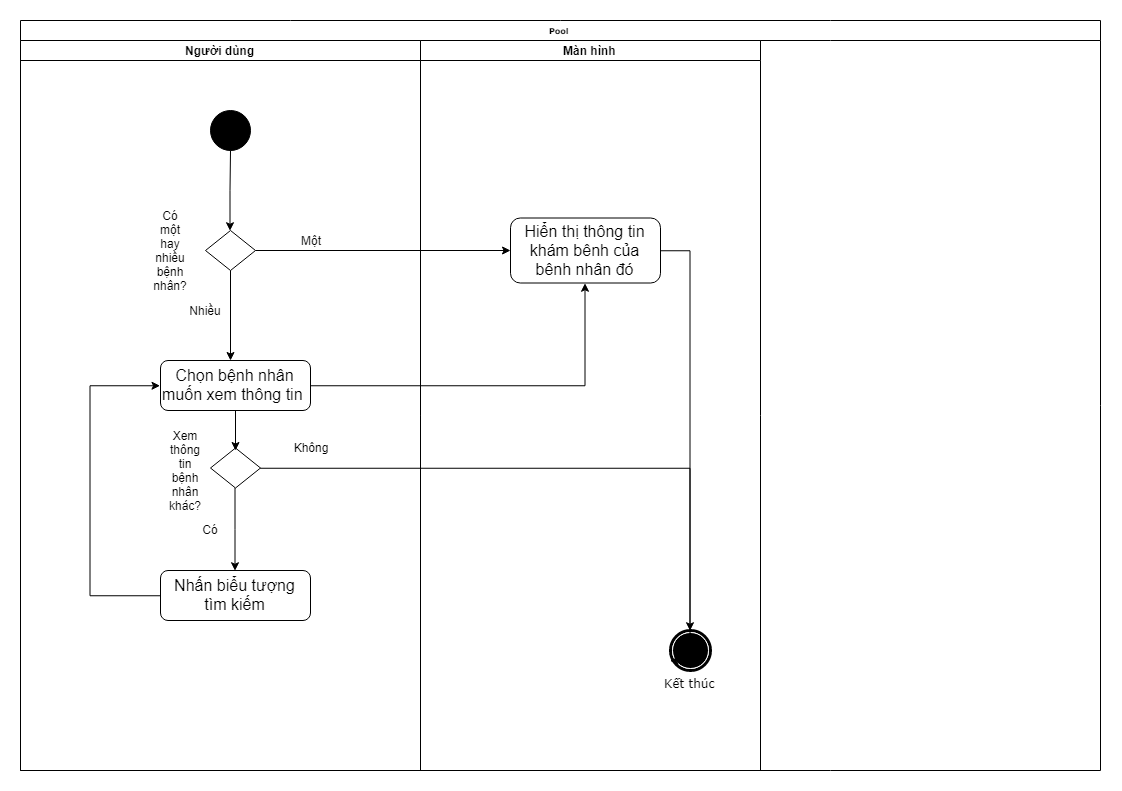 Pool
Người dùng
Màn hình
Có
một
hay
nhiều
bệnh
nhân?
Một
Hiển thị thông tin
khám bệnh của
bệnh nhân đó
Nhiều
Chọn bệnh nhân
muốn xem thông tin
Xem
thông
tin
bệnh
nhân
khác?
Không
Có
Nhấn biểu tượng
tìm kiếm
Kết thúc